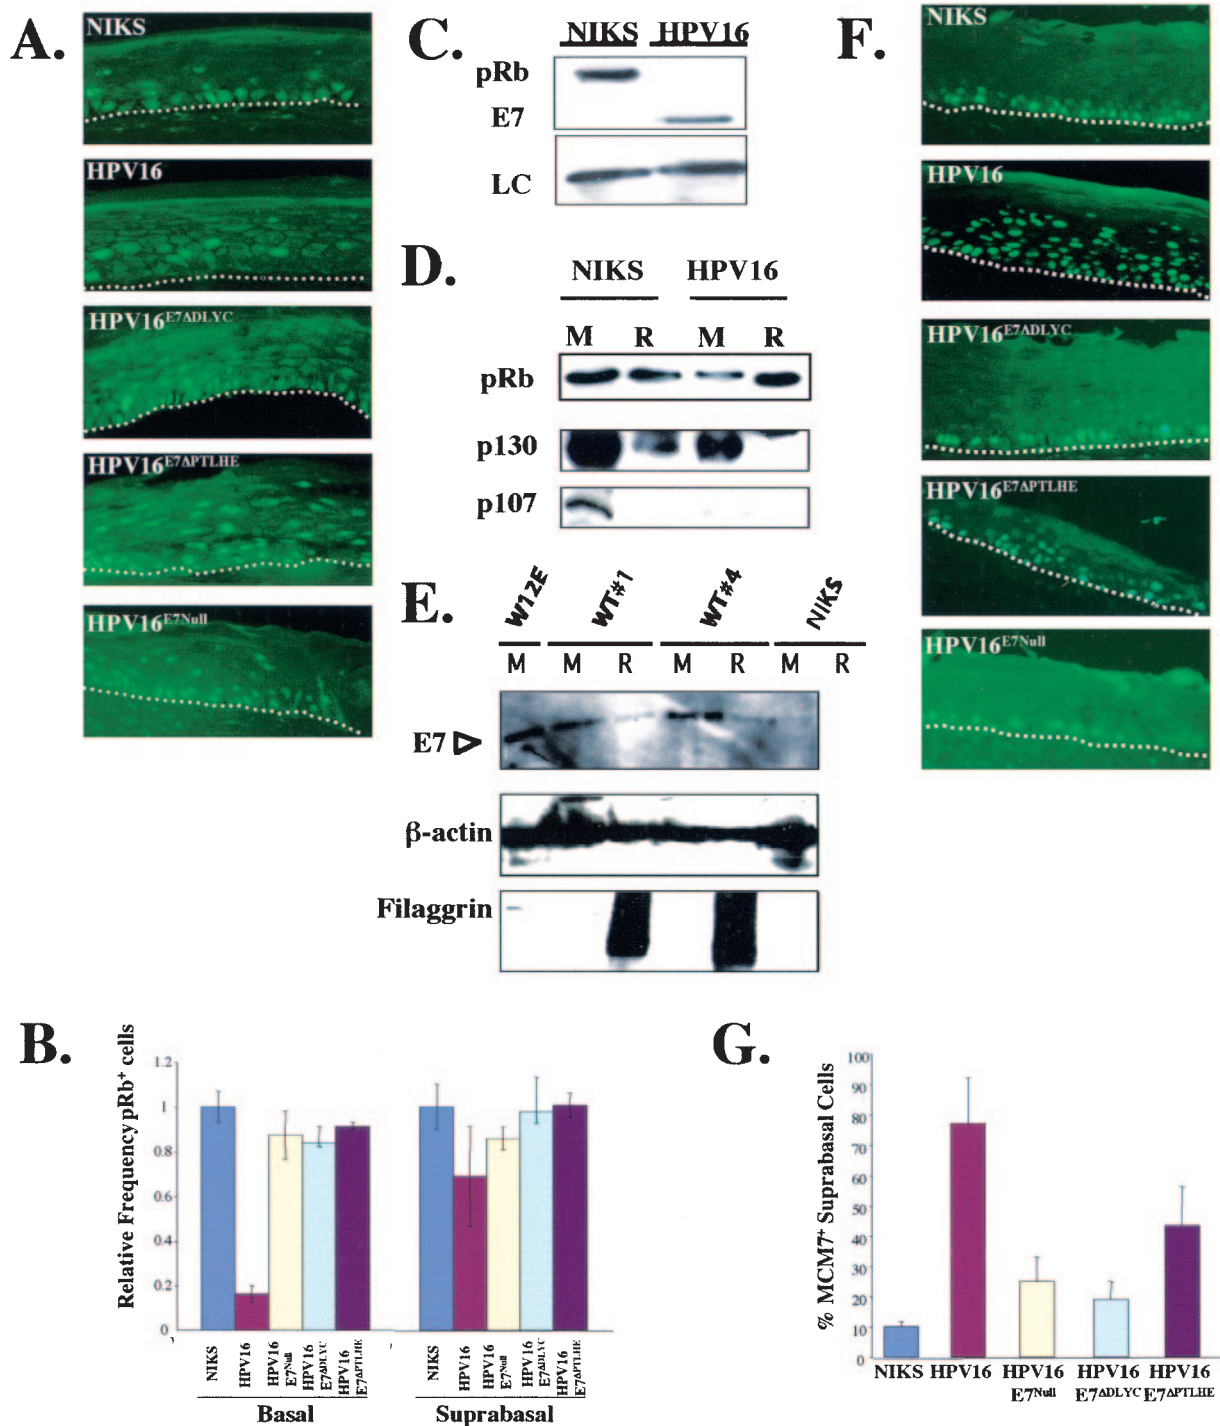 A.
NIKS
HPV16
HPV16E7ΔDLYC
HPV16E7ΔPTLHE
HPV16E7Null
C.
NIKS HPV16
pRb
E7
LC
D.
NIKS HPV16
M R M R
pRb
p130
p107
E.
W12E WT#1 WT#4 NIKS
M M R M R M R
E7
β-actin
Filaggrin
F.
NIKS
HPV16
HPV16E7ΔDLYC
HPV16E7ΔPTLHE
HPV16E7Null
B.
Relative Frequency pRb+ cells
1.2
1
0.8
0.6
0.4
0.2
0
NIKS
HPV16
HPV16
E7Null
HPV16
E7ΔDLYC
HPV16
E7ΔPTLHE
NIKS
HPV16
HPV16
E7Null
HPV16
E7ΔDLYC
HPV16
E7ΔPTLHE
Basal Suprabasal
G.
% MCM7+ Suprabasal Cells
100
90
80
70
60
50
40
30
20
10
0
NIKS HPV16 HPV16 HPV16 HPV16
E7Null E7ΔDLYC E7ΔPTLHE